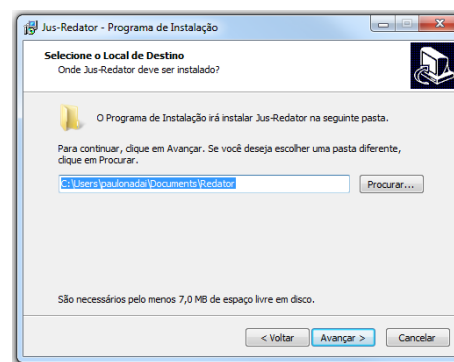 Jus-Redator - Programa de Instalação
Selecione o Local de Destino
Onde Jus-Redator deve ser instalado?
O Programa de Instalação irá instalar Jus-Redator na seguinte pasta.
Para continuar, clique em Avançar. Se você deseja escolher uma pasta diferente,
clique em Procurar.
C:\Users\paulonadai\Documents\Redator
Procurar...
São necessários pelo menos 7,0 MB de espaço livre em disco.
< Voltar
Avançar >
Cancelar